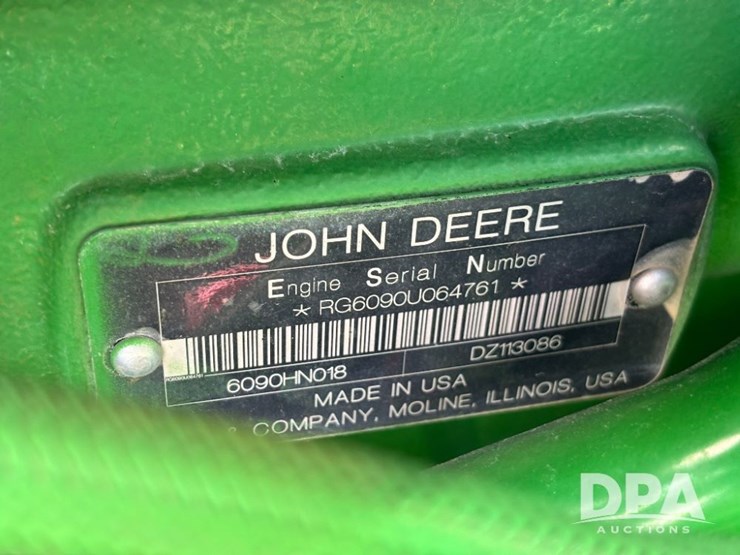 JOHN DEERE
Engine Serial Number
* RG6090U064761 *
6090HN018 DZ113086
MADE IN USA
& COMPANY, MOLINE, ILLINOIS, USA
DPA
AUCTIONS